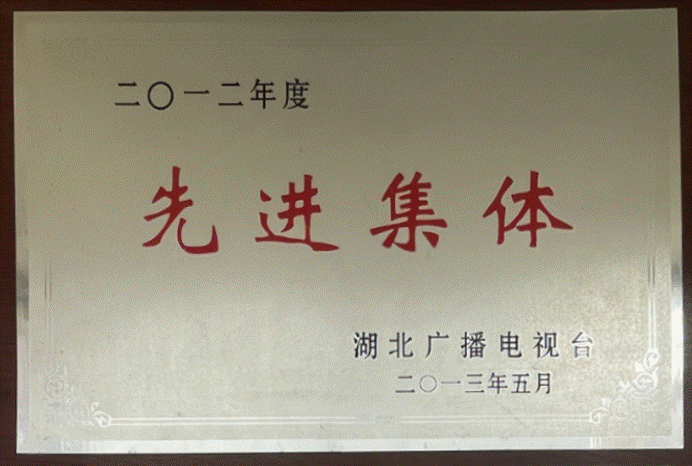 二〇一二年度
先进集体
湖北广播电视台
二〇一三年五月